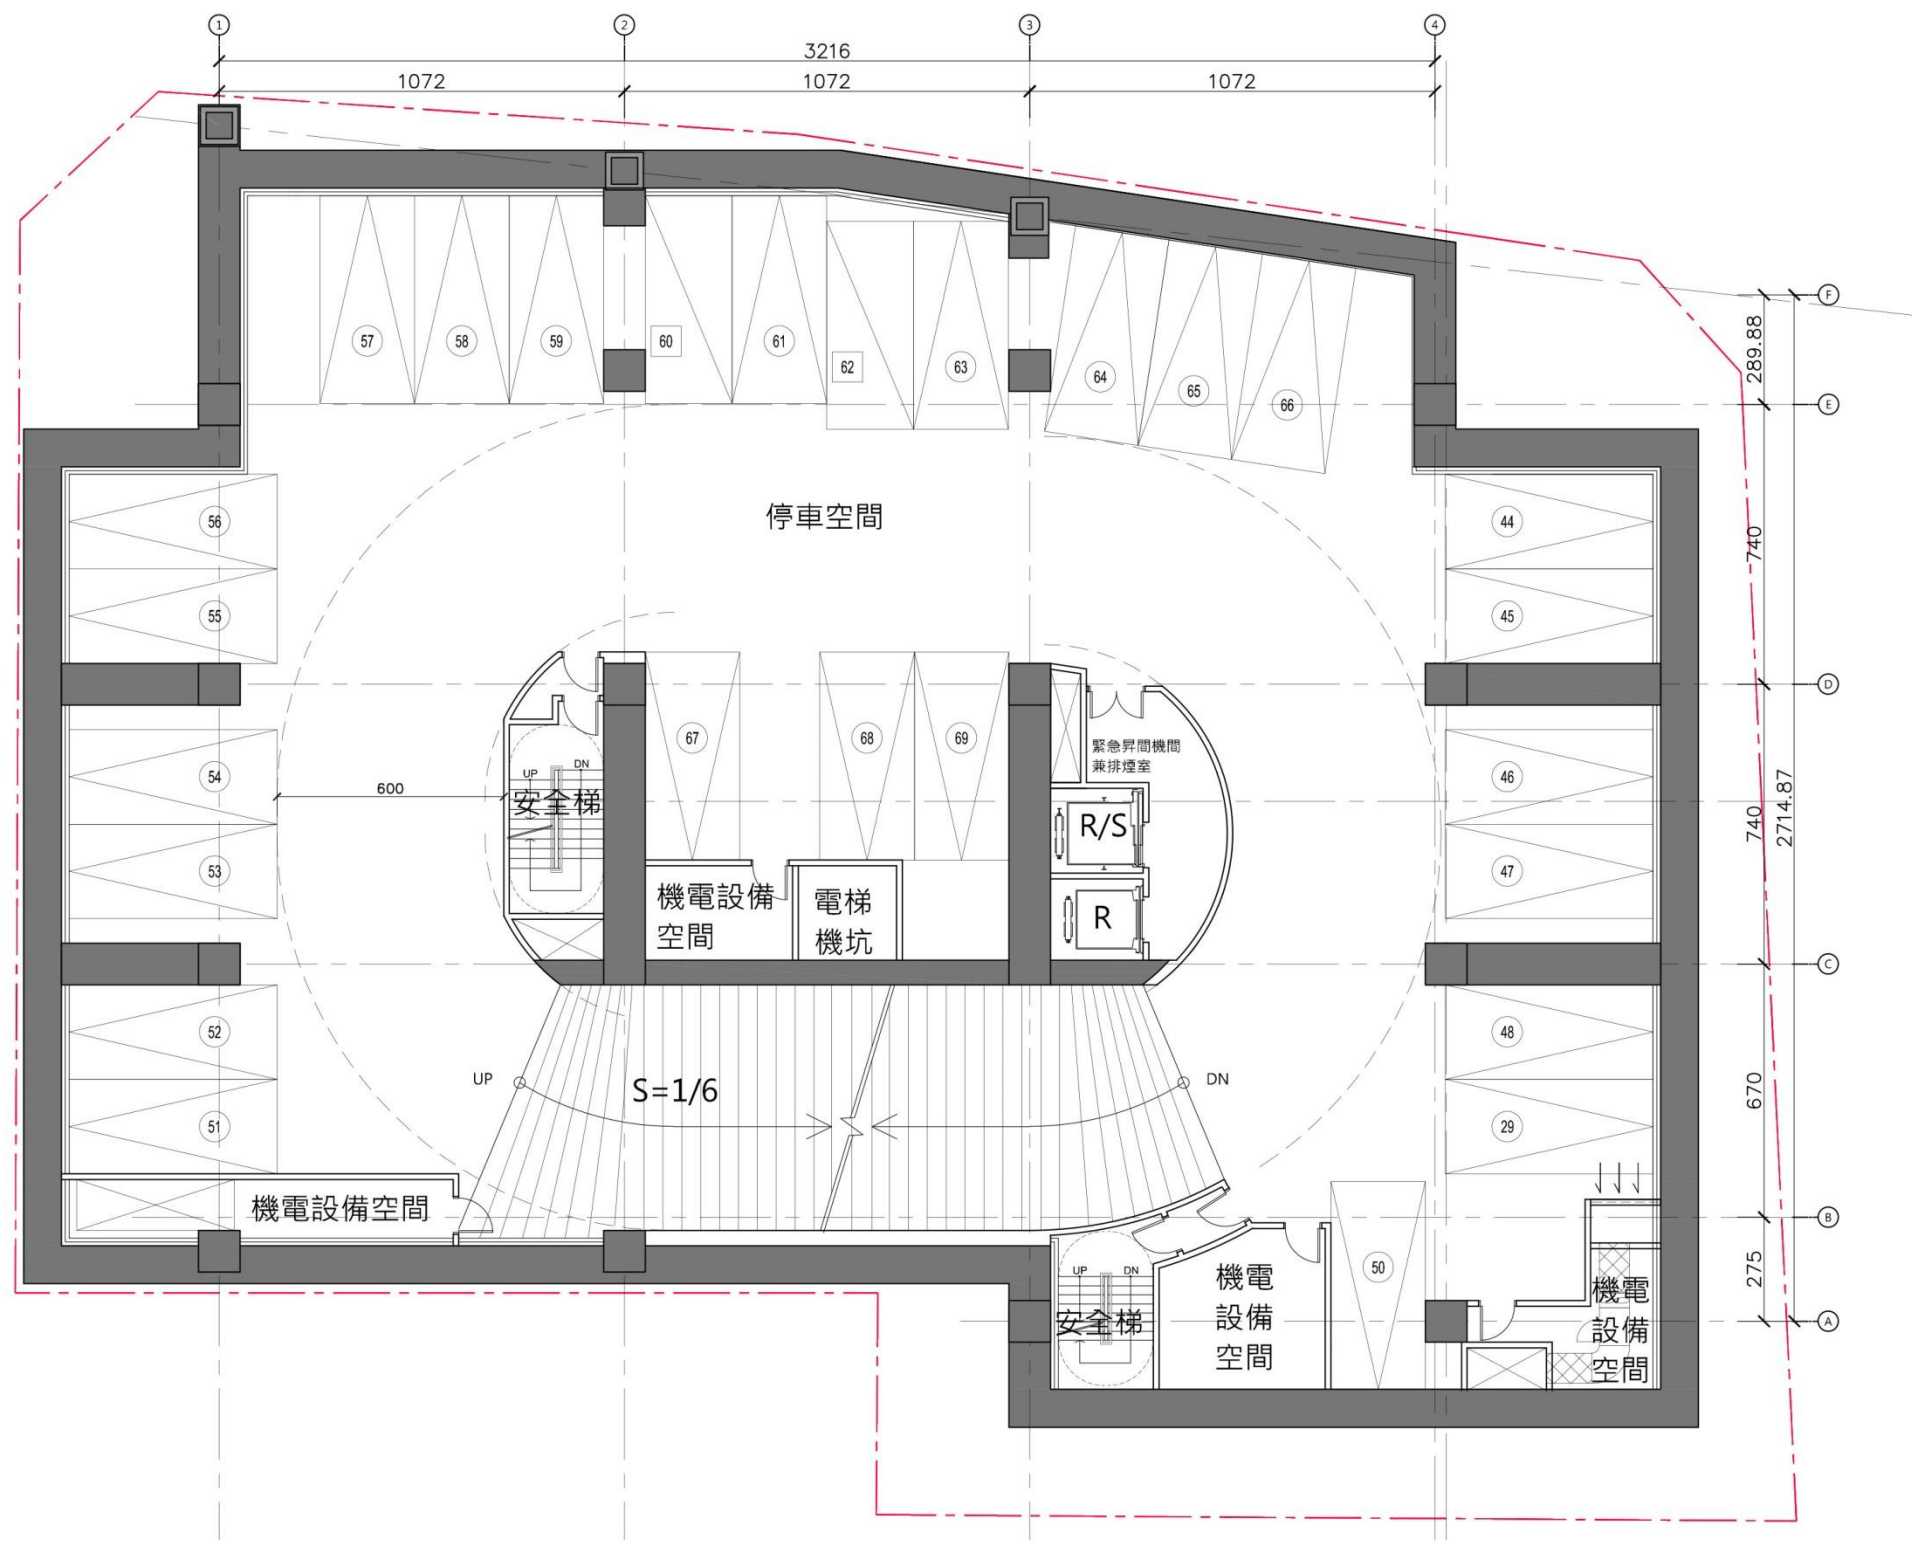 1
2
3
4
3216
1072
1072
1072
F
289.88
57
58
59
60
61
62
63
64
65
66
E
停車空間
56
44
740
55
45
D
67
68
69
緊急昇間機間
兼排煙室
54
600
UP
DN
安全梯
R/S
46
740
2714.87
53
機電設備
空間
電梯
機坑
R
47
C
52
48
UP
S=1/6
DN
670
51
29
機電設備空間
B
50
UP
DN
安全梯
機電
設備
空間
機電
設備
空間
275
A